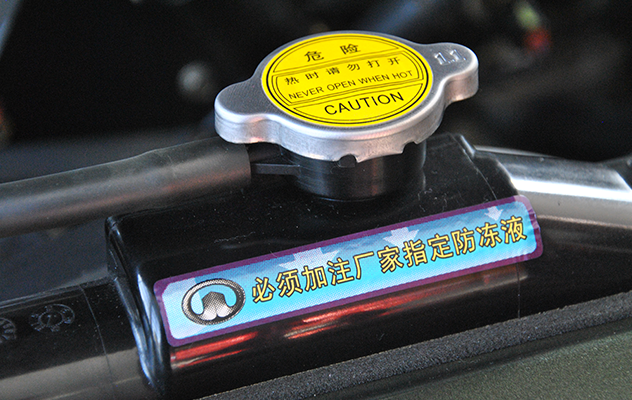 危险
热时请勿打开
NEVER OPEN WHEN HOT
CAUTION
1.1
必须加注厂家指定防冻液